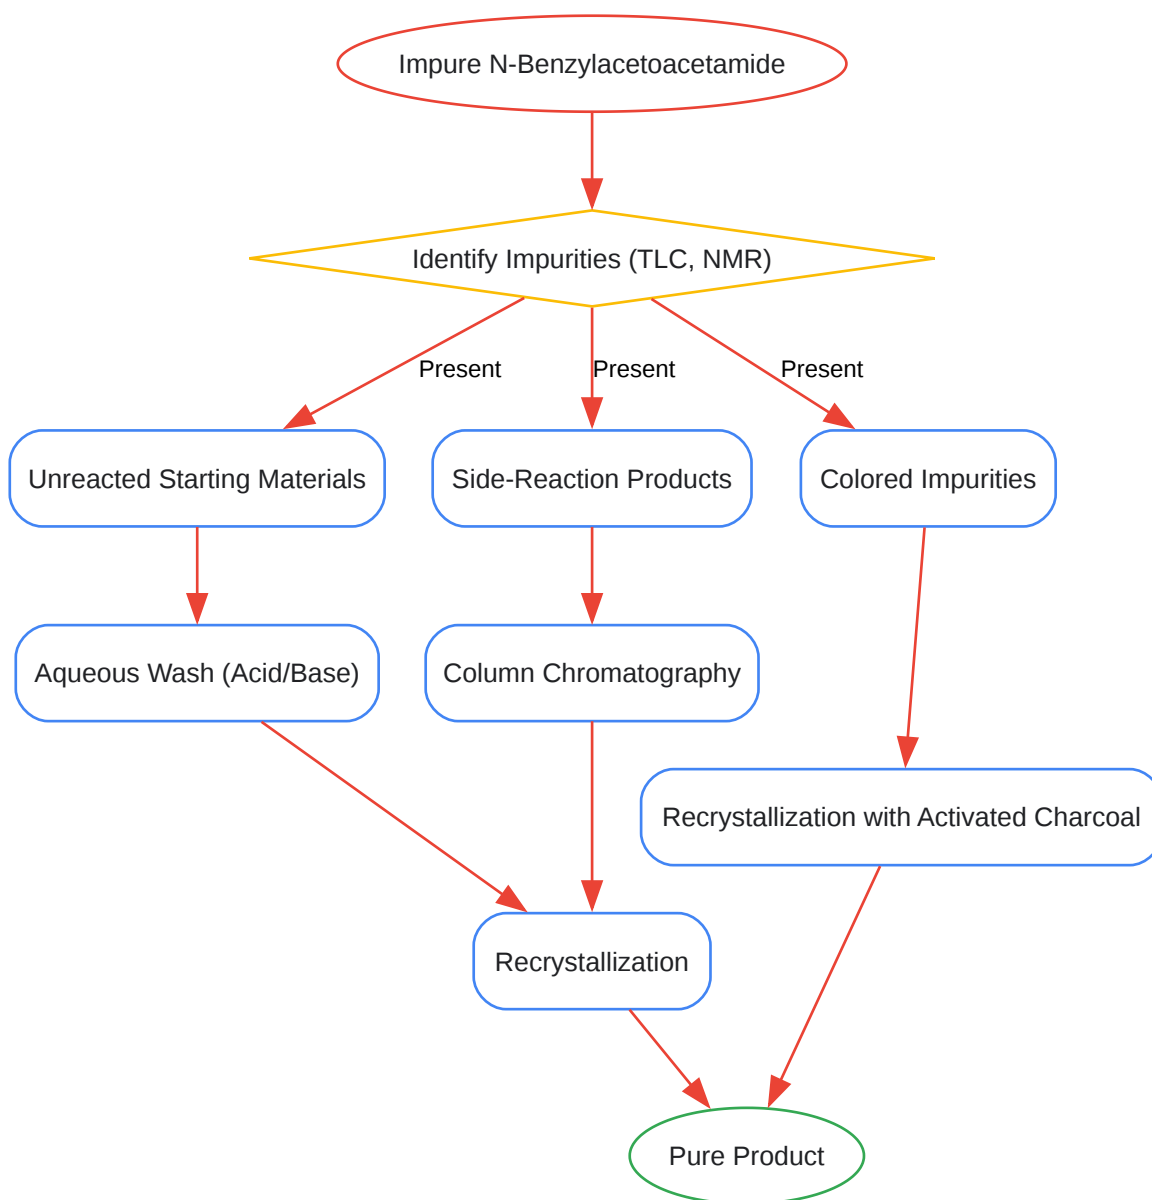 Impure N-Benzylacetoacetamide
Identify Impurities (TLC, NMR)
Present
Present
Present
Unreacted Starting Materials
Side-Reaction Products
Colored Impurities
Aqueous Wash (Acid/Base)
Column Chromatography
Recrystallization with Activated Charcoal
Recrystallization
Pure Product